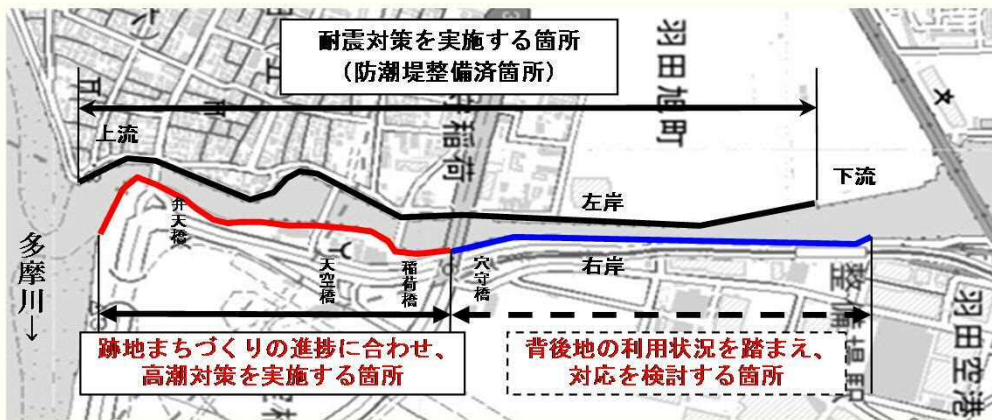 耐震対策を実施する箇所
（防潮堤整備済箇所）
上流
稲荷
羽田旭町
下流
左岸
弁天橋
多摩川→
天空橋
稲荷橋
穴守橋
右岸
整備場駅
羽田空港
跡地まちづくりの進捗に合わせ、
高潮対策を実施する箇所
背後地の利用状況を踏まえ、
対応を検討する箇所